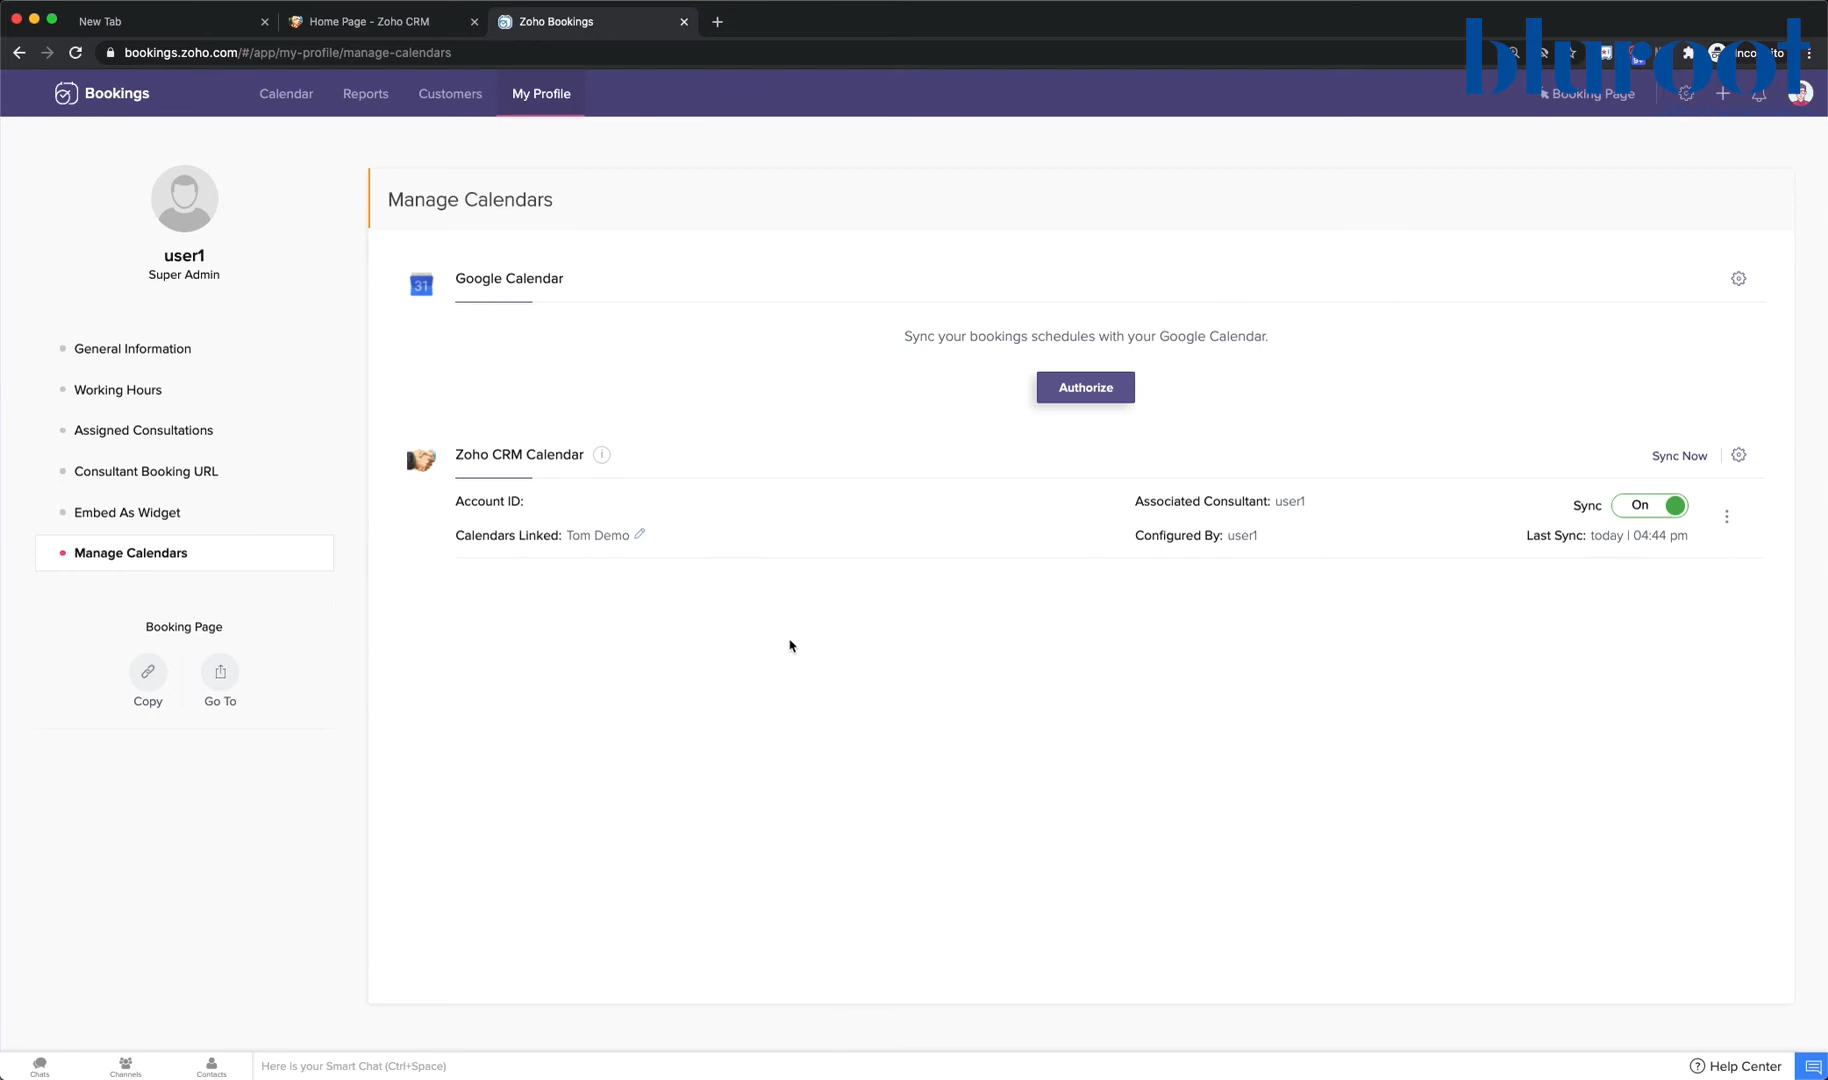 New Tab
Home Page - Zoho CRM
Zoho Bookings
bookings.zoho.com/#/app/my-profile/manage-calendars
bluroot
Bookings
Calendar
Reports
Customers
My Profile
Booking Page
user1
Super Admin
General Information
Working Hours
Assigned Consultations
Consultant Booking URL
Embed As Widget
Manage Calendars
Booking Page
Copy
Go To
Manage Calendars
31
Google Calendar
Sync your bookings schedules with your Google Calendar.
Authorize
Zoho CRM Calendar
Sync Now
Account ID:
Associated Consultant: user1
Sync On
Calendars Linked: Tom Demo
Configured By: user1
Last Sync: today | 04:44 pm
Chats
Channels
Contacts
Here is your Smart Chat (Ctrl+Space)
Help Center